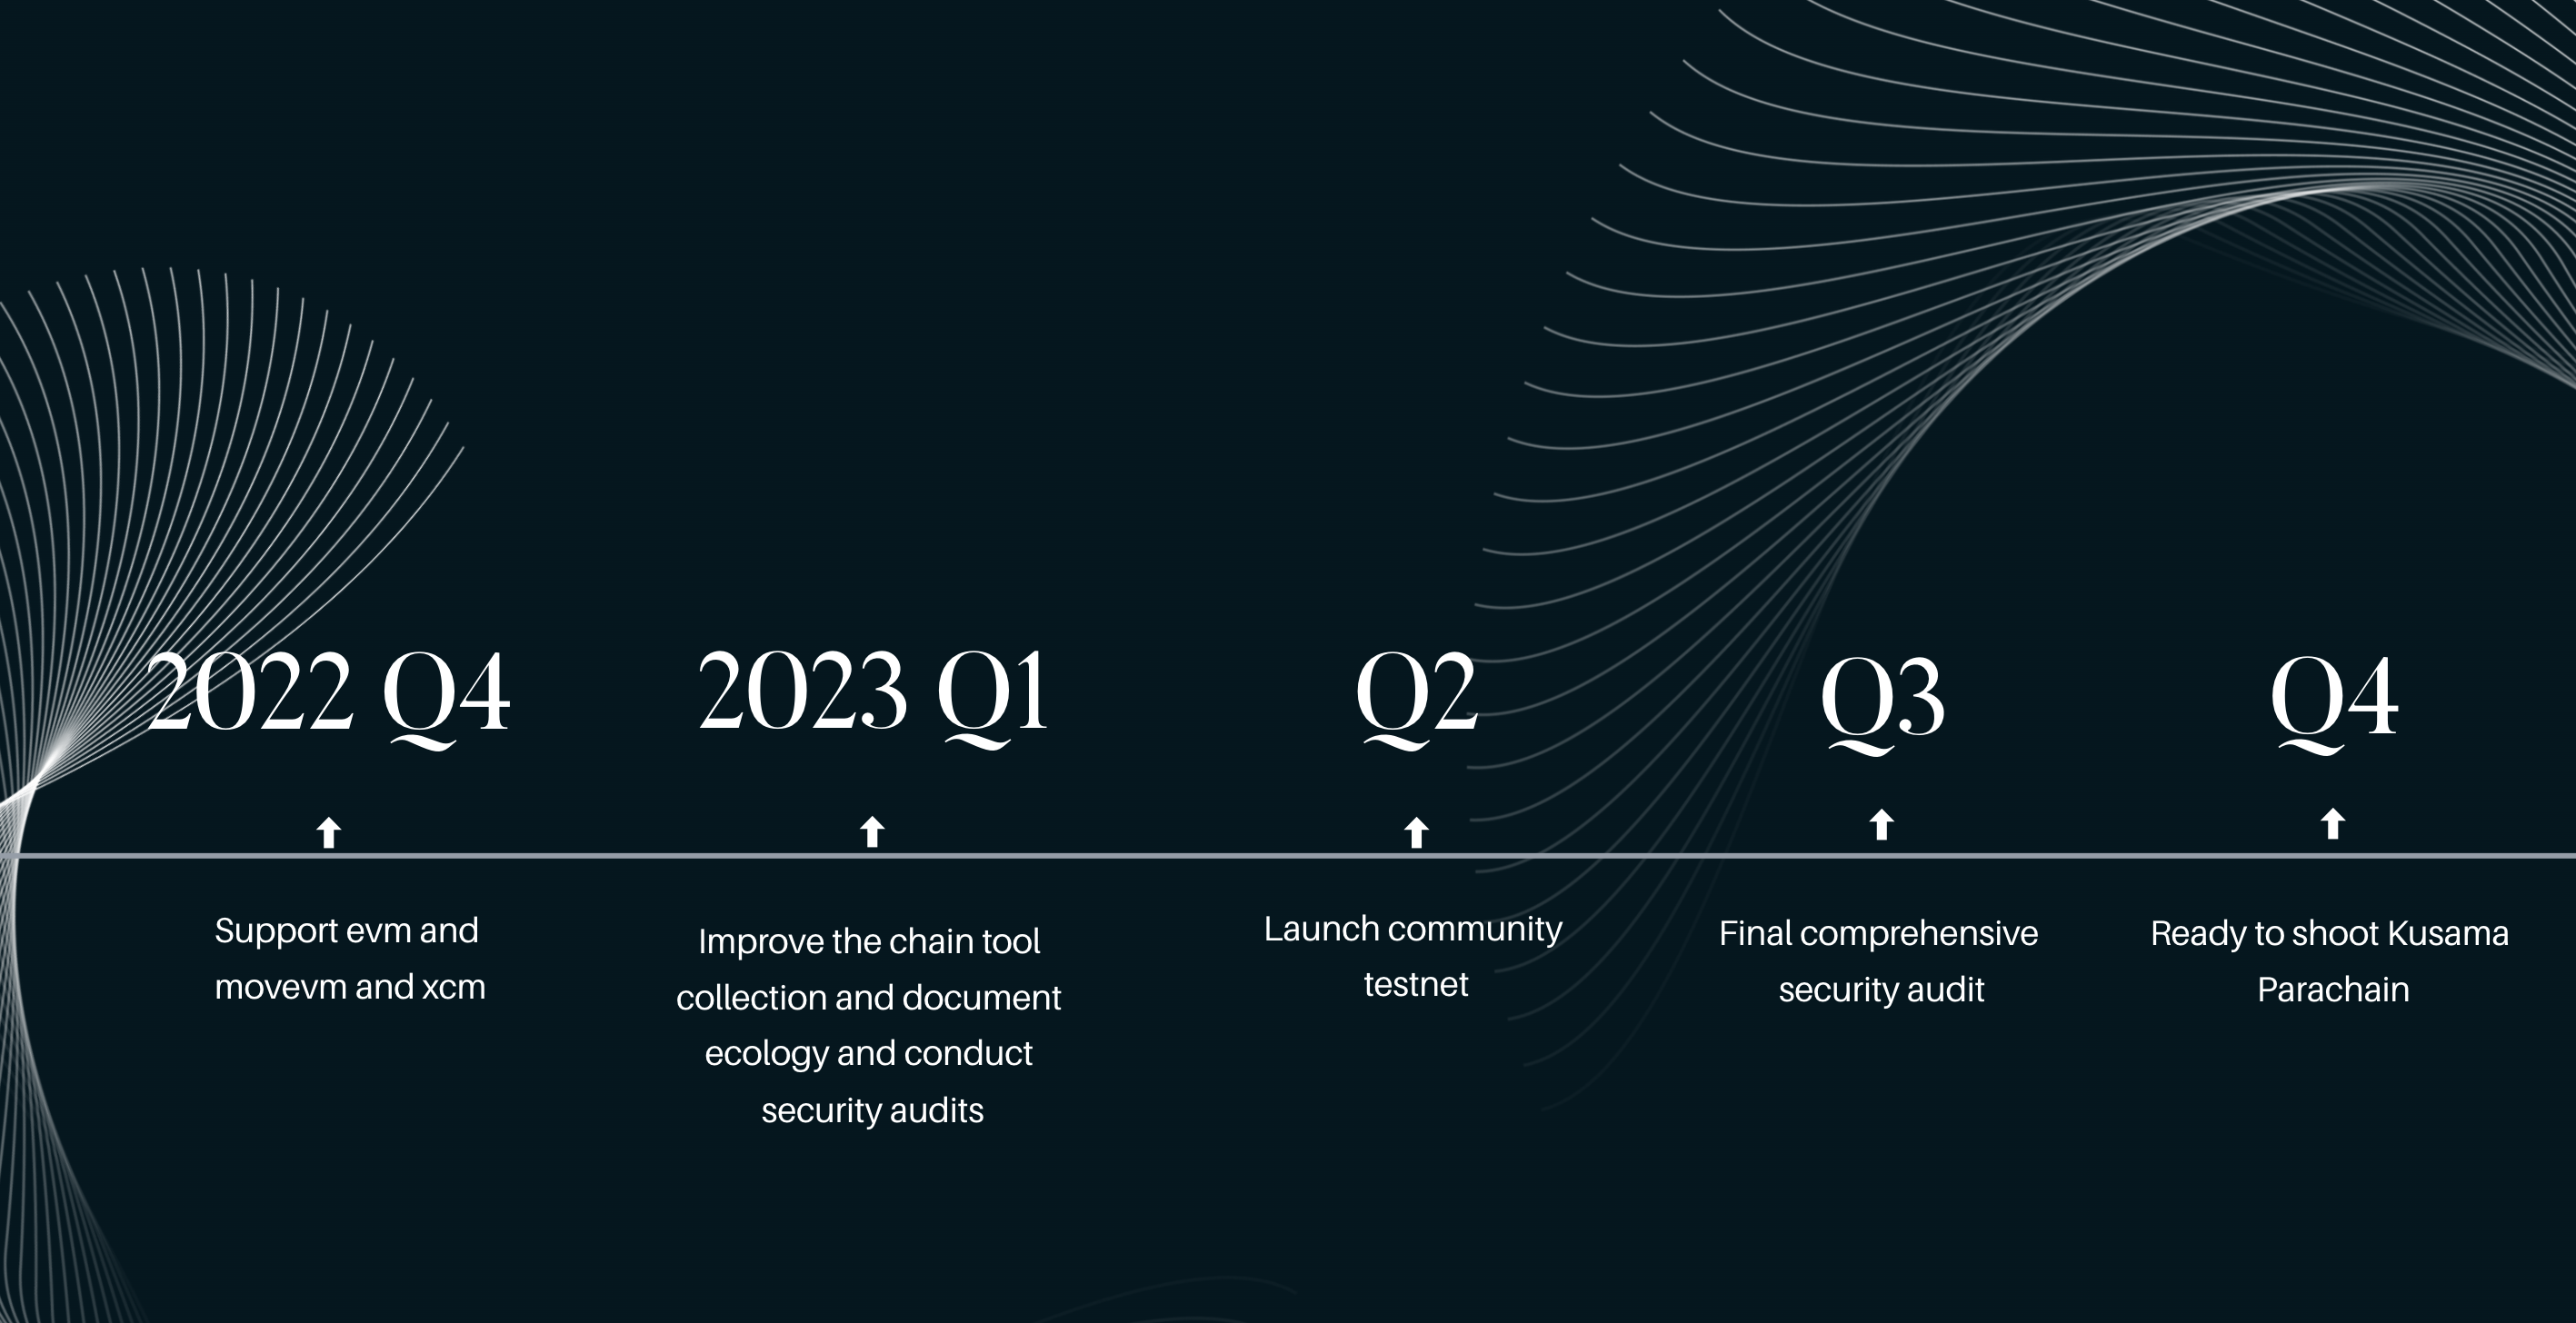 2022 Q4
2023 Q1
Q2
Q3
Q4
Support evm and
movevm and xcm
Improve the chain tool
collection and document
ecology and conduct
security audits
Launch community
testnet
Final comprehensive
security audit
Ready to shoot Kusama
Parachain